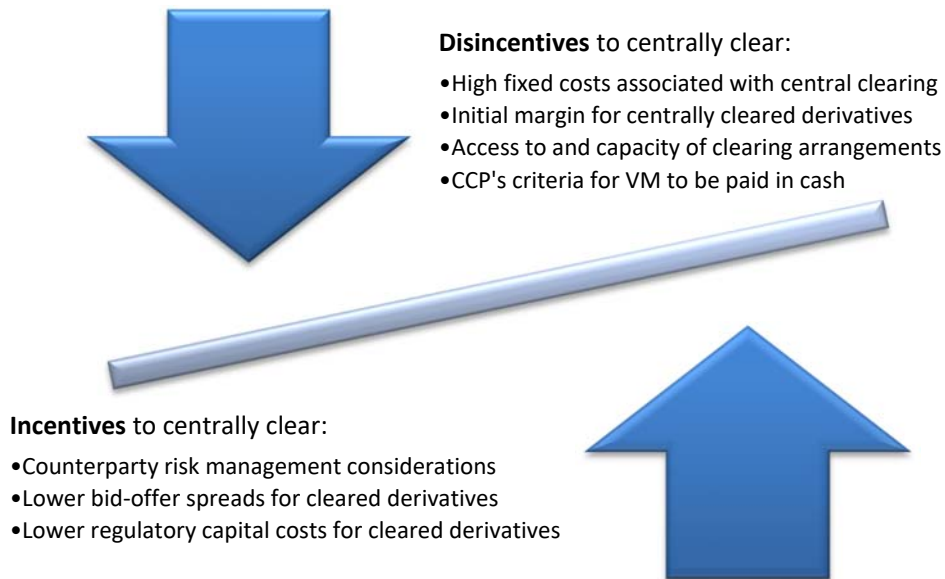 Disincentives to centrally clear:
•High fixed costs associated with central clearing
•Initial margin for centrally cleared derivatives
•Access to and capacity of clearing arrangements
•CCP's criteria for VM to be paid in cash
Incentives to centrally clear:
•Counterparty risk management considerations
•Lower bid-offer spreads for cleared derivatives
•Lower regulatory capital costs for cleared derivatives